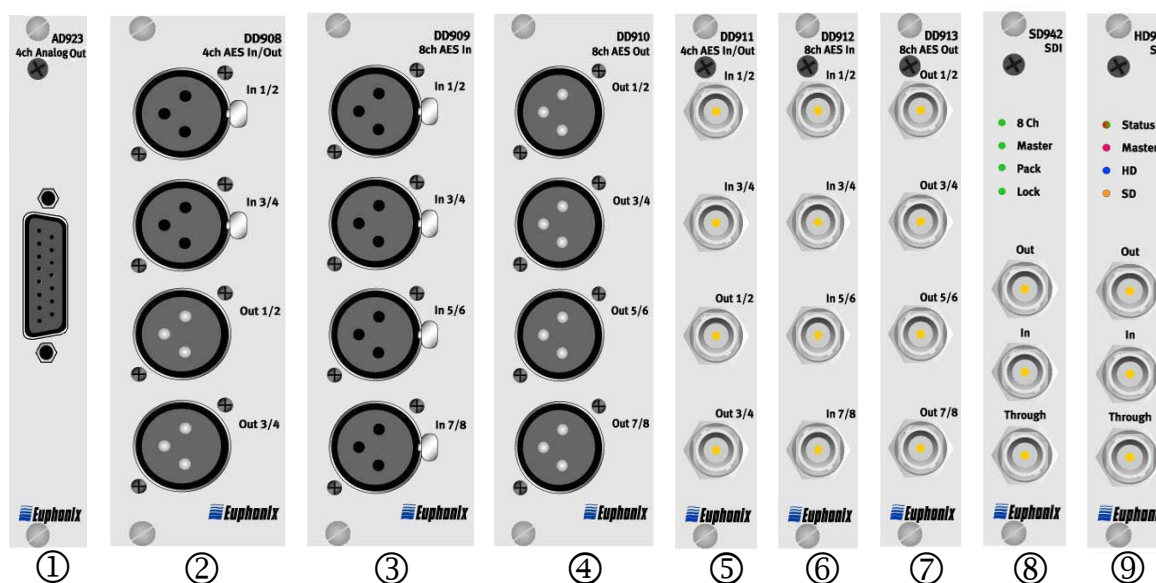 AD923
4ch Analog Out
Euphonix
①
DD908
4ch AES In/Out
In 1/2
In 3/4
Out 1/2
Out 3/4
Euphonix
②
DD909
8ch AES In
In 1/2
In 3/4
In 5/6
In 7/8
Euphonix
③
DD910
8ch AES Out
Out 1/2
Out 3/4
Out 5/6
Out 7/8
Euphonix
④
DD911
4ch AES In/Out
In 1/2
In 3/4
Out 1/2
Out 3/4
Euphonix
⑤
DD912
8ch AES In
In 1/2
In 3/4
In 5/6
In 7/8
Euphonix
⑥
DD913
8ch AES Out
Out 1/2
Out 3/4
Out 5/6
Out 7/8
Euphonix
⑦
SD942
SDI
8 Ch
Master
Pack
Lock
Out
In
Through
Euphonix
⑧
Status
Master
HD
SD
Out
In
Through
⑨